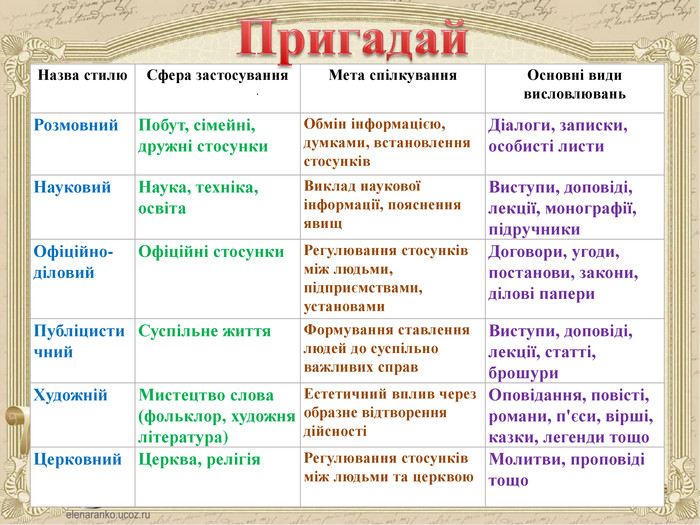 Пригадай
Назва стилю
Сфера застосування
.
Мета спілкування
Основні види
висловлювань
Розмовний
Побут, сімейні,
дружні стосунки
Обмін інформацією,
думками, встановлення
стосунків
Діалоги, записки,
особисті листи
Науковий
Наука, техніка,
освіта
Виклад наукової
інформації, пояснення
явищ
Виступи, доповіді,
лекції, монографії,
підручники
Офіційно-
діловий
Офіційні стосунки
Регулювання стосунків
між людьми,
підприємствами,
установами
Договори, угоди,
постанови, закони,
ділові папери
Публіцисти
чний
Суспільне життя
Формування ставлення
людей до суспільно
важливих справ
Виступи, доповіді,
лекції, статті,
брошури
Художній
Мистецтво слова
(фольклор, художня
література)
Естетичний вплив через
образне відтворення
дійсності
Оповідання, повісті,
романи, п'єси, вірші,
казки, легенди тощо
Церковний
Церква, релігія
Регулювання стосунків
між людьми та церквою
Молитви, проповіді
тощо
elenaranko.ucoz.ru